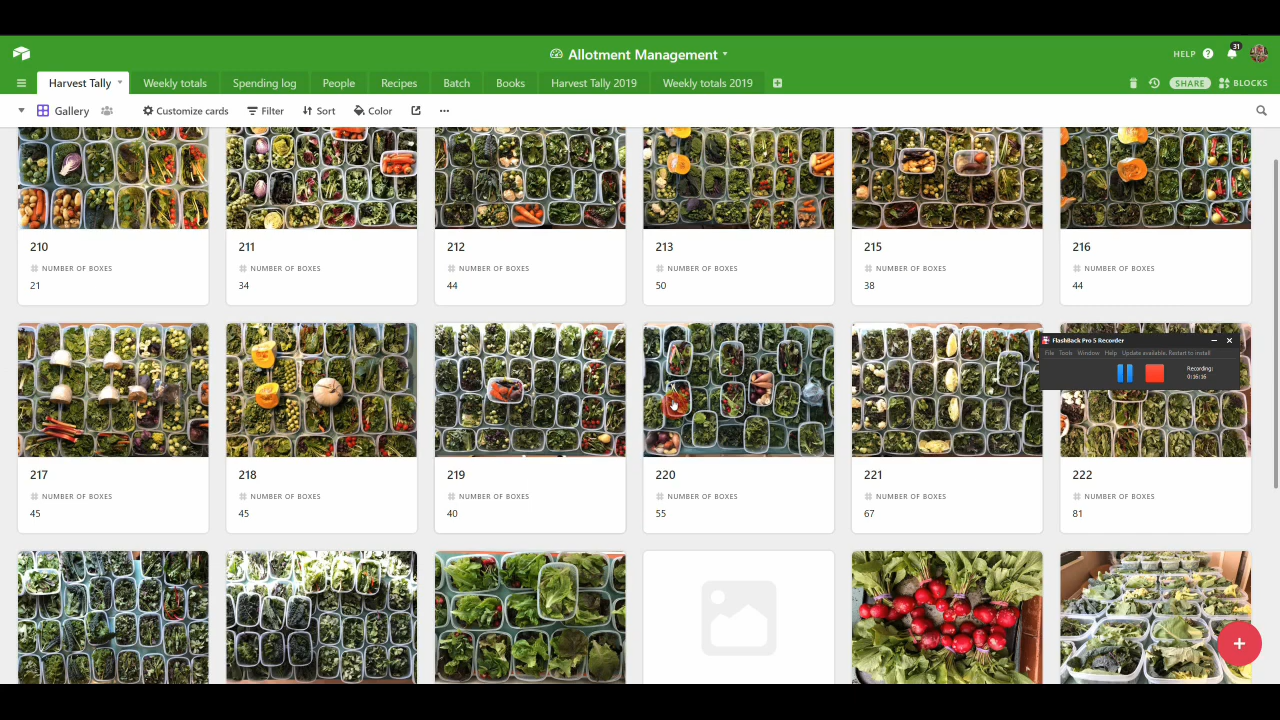 Allotment Management
HELP
31
Harvest Tally
Weekly totals
Spending log
People
Recipes
Batch
Books
Harvest Tally 2019
Weekly totals 2019
SHARE
BLOCKS
Gallery
Customize cards
Filter
Sort
Color
210
NUMBER OF BOXES
21
211
NUMBER OF BOXES
34
212
NUMBER OF BOXES
44
213
NUMBER OF BOXES
50
215
NUMBER OF BOXES
38
216
NUMBER OF BOXES
44
FlashBack Pro 5 Recorder
File Tools Window Help Update available. Restart to install
Recording:
0:16:16
217
NUMBER OF BOXES
45
218
NUMBER OF BOXES
45
219
NUMBER OF BOXES
40
220
NUMBER OF BOXES
55
221
NUMBER OF BOXES
67
222
NUMBER OF BOXES
81